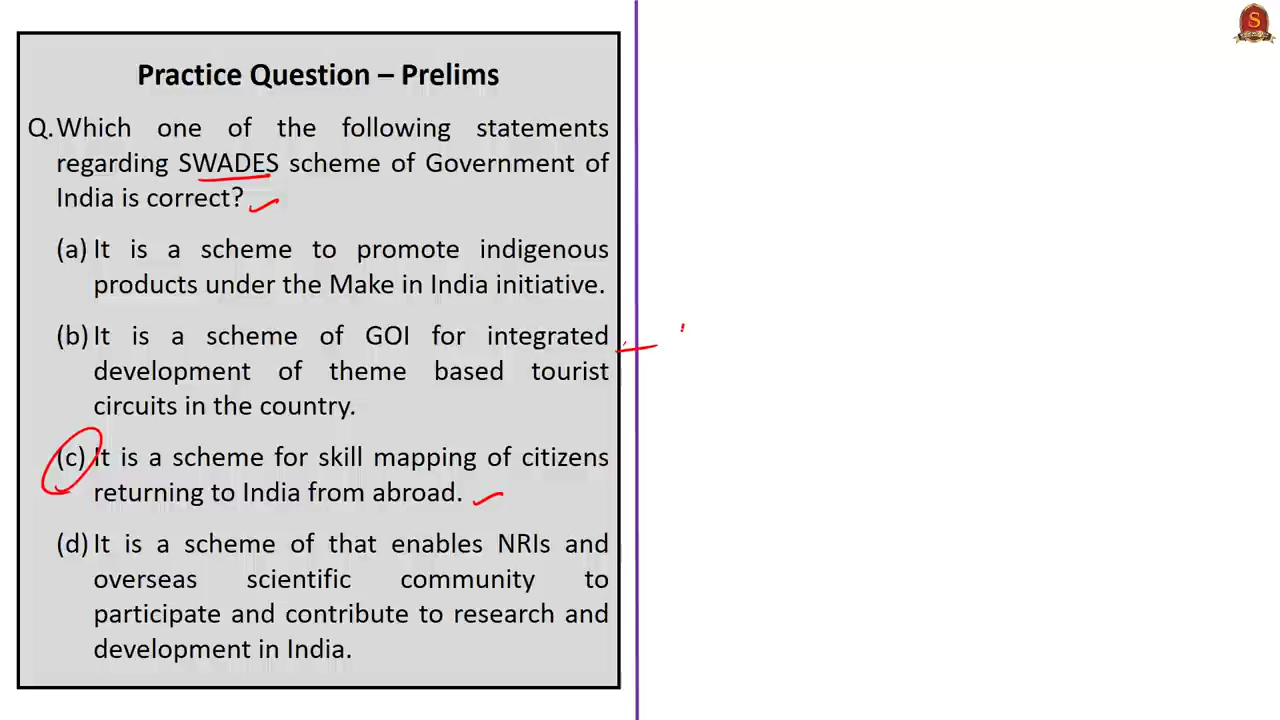 Practice Question – Prelims
Q. Which one of the following statements
regarding SWADES scheme of Government of
India is correct?
(a) It is a scheme to promote indigenous
products under the Make in India initiative.
(b) It is a scheme of GOI for integrated
development of theme based tourist
circuits in the country.
(c) It is a scheme for skill mapping of citizens
returning to India from abroad.
(d) It is a scheme of that enables NRIs and
overseas scientific community to
participate and contribute to research and
development in India.
S